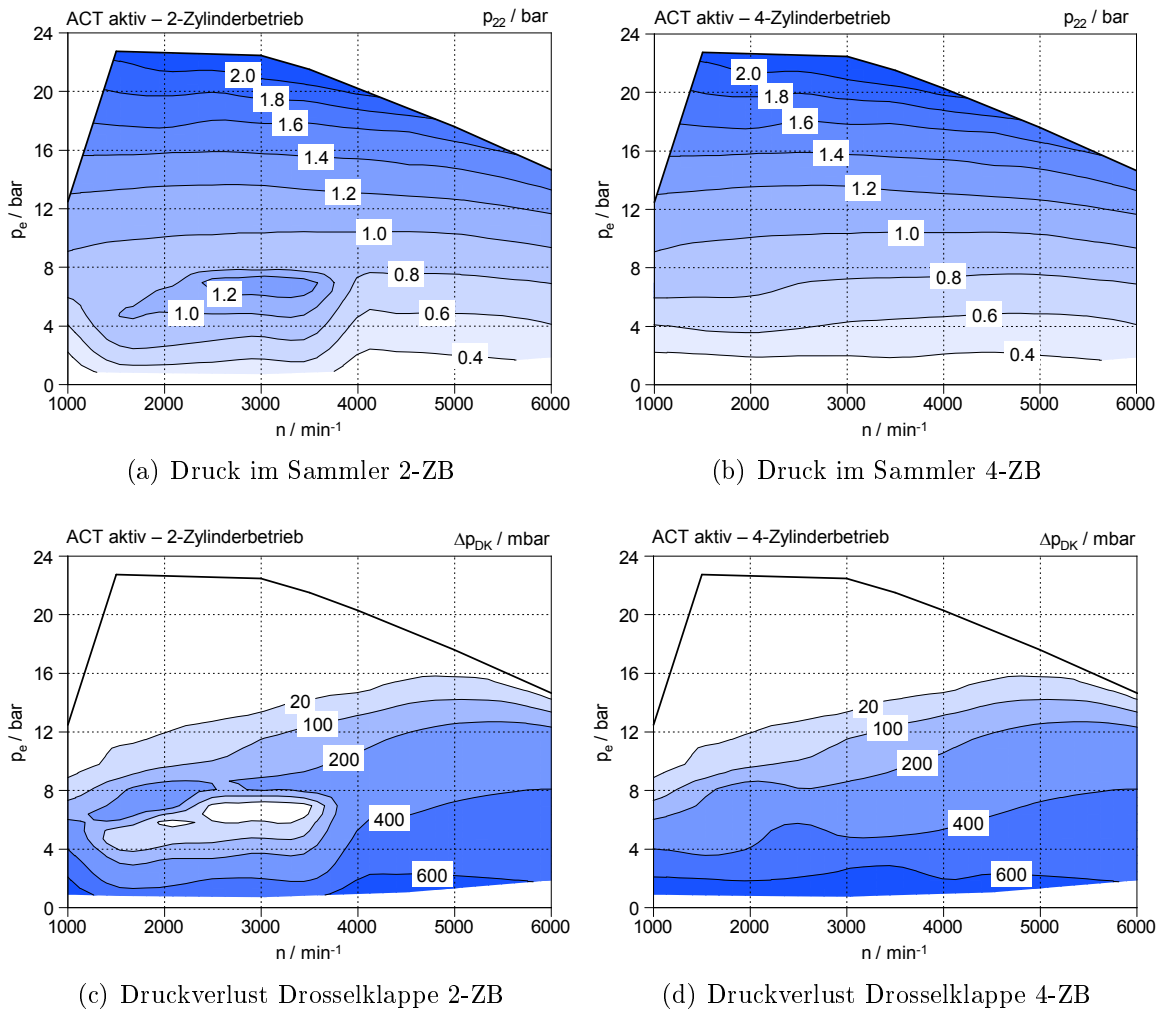 ACT aktiv – 2-Zylinderbetrieb p22 / bar
24
20
16
12
8
4
0
pe / bar
2.0
1.8
1.6
1.4
1.2
1.0
0.8
1.2
1.0
0.6
0.4
1000 2000 3000 4000 5000 6000
n / min-1
(a) Druck im Sammler 2-ZB
ACT aktiv – 4-Zylinderbetrieb p22 / bar
24
20
16
12
8
4
0
pe / bar
2.0
1.8
1.6
1.4
1.2
1.0
0.8
0.6
0.4
1000 2000 3000 4000 5000 6000
n / min-1
(b) Druck im Sammler 4-ZB
ACT aktiv – 2-Zylinderbetrieb ΔpDK / mbar
24
20
16
12
8
4
0
pe / bar
20
100
200
400
600
1000 2000 3000 4000 5000 6000
n / min-1
(c) Druckverlust Drosselklappe 2-ZB
ACT aktiv – 4-Zylinderbetrieb ΔpDK / mbar
24
20
16
12
8
4
0
pe / bar
20
100
200
400
600
1000 2000 3000 4000 5000 6000
n / min-1
(d) Druckverlust Drosselklappe 4-ZB